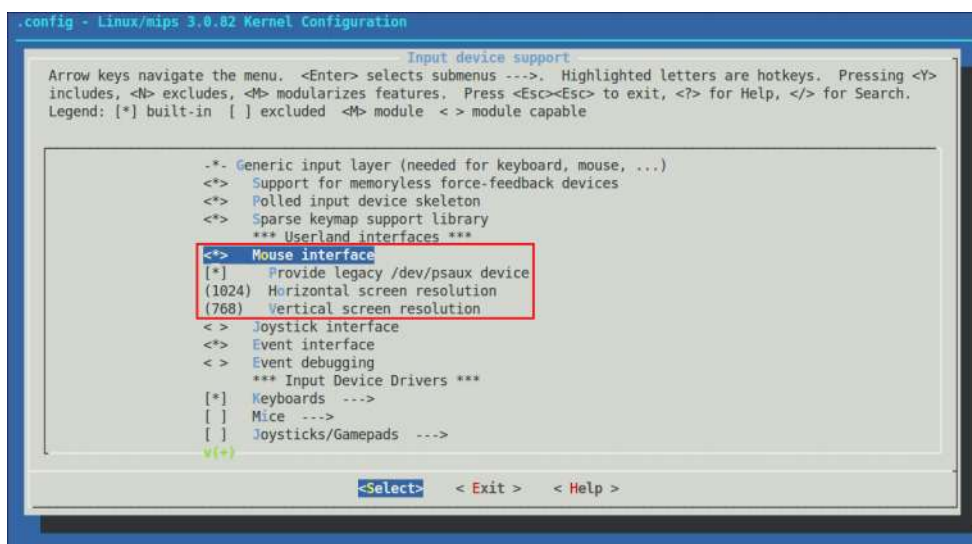 .config - Linux/mips 3.0.82 Kernel Configuration
Input device support
Arrow keys navigate the menu.  <Enter> selects submenus --->.  Highlighted letters are hotkeys.  Pressing <Y>
includes, <N> excludes, <M> modularizes features.  Press <Esc><Esc> to exit, <?> for Help, </> for Search.
Legend: [*] built-in  [ ] excluded  <M> module  < > module capable
-*- Generic input layer (needed for keyboard, mouse, ...)
<*>   Support for memoryless force-feedback devices
<*>   Polled input device skeleton
<*>   Sparse keymap support library
*** Userland interfaces ***
<*>   Mouse interface
[*]     Provide legacy /dev/psaux device
(1024)  Horizontal screen resolution
(768)   Vertical screen resolution
< >   Joystick interface
<*>   Event interface
< >   Event debugging
*** Input Device Drivers ***
[*]   Keyboards  --->
[ ]   Mice  --->
[ ]   Joysticks/Gamepads  --->
v(+)
<Select>    < Exit >    < Help >